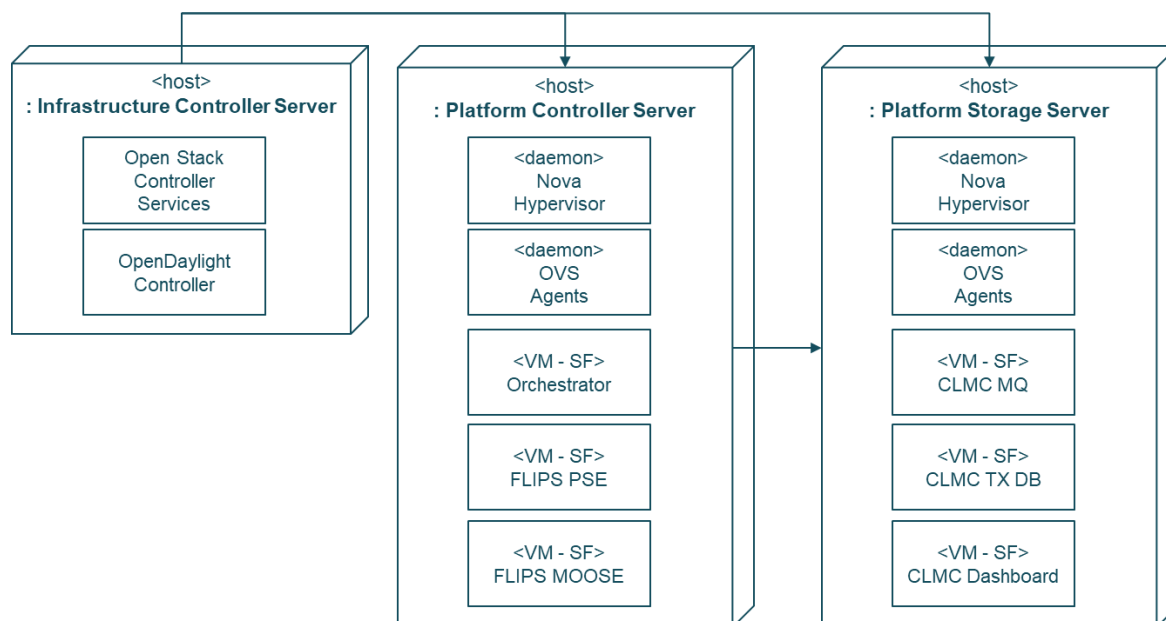 <host>
: Infrastructure Controller Server
Open Stack
Controller
Services
OpenDaylight
Controller
<host>
: Platform Controller Server
<daemon>
Nova
Hypervisor
<daemon>
OVS
Agents
<VM - SF>
Orchestrator
<VM - SF>
FLIPS PSE
<VM - SF>
FLIPS MOOSE
<host>
: Platform Storage Server
<daemon>
Nova
Hypervisor
<daemon>
OVS
Agents
<VM - SF>
CLMC MQ
<VM - SF>
CLMC TX DB
<VM - SF>
CLMC Dashboard